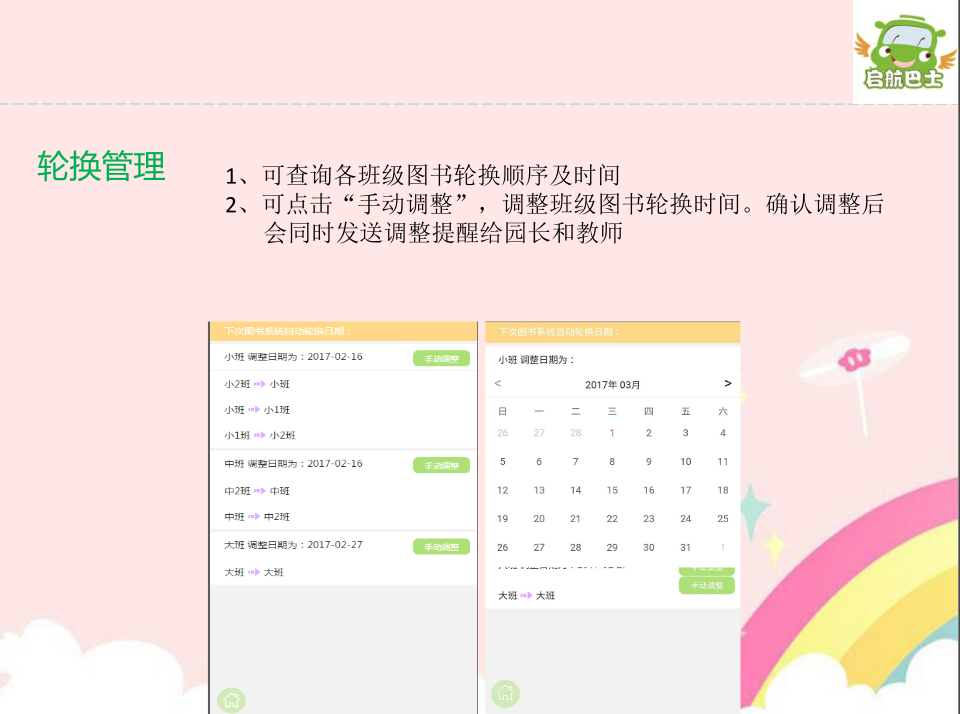 启航巴士
轮换管理
1、可查询各班级图书轮换顺序及时间
2、可点击“手动调整”，调整班级图书轮换时间。确认调整后
会同时发送调整提醒给园长和教师
下次图书系统自动轮换日期：
小班 调整日期为：2017-02-16
手动调整
小2班 小班
小班 小1班
小1班 小2班
中班 调整日期为：2017-02-16
手动调整
中2班 中班
中班 中2班
大班 调整日期为：2017-02-27
手动调整
大班 大班
下次图书系统自动轮换日期：
小班 调整日期为：
< 2017年 03月 >
日 一 二 三 四 五 六
26 27 28 1 2 3 4
5 6 7 8 9 10 11
12 13 14 15 16 17 18
19 20 21 22 23 24 25
26 27 28 29 30 31 1
手动调整
大班 大班